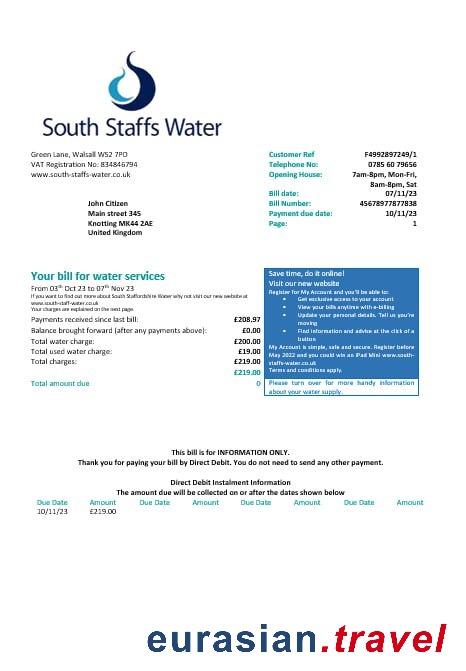 South Staffs Water
Green Lane, Walsall WS2 7PD
VAT Registration No: 834846794
www.south-staffs-water.co.uk
Customer Ref F4992897249/1
Telephone No: 0785 60 79656
Opening House: 7am-8pm, Mon-Fri,
8am-8pm, Sat
Bill date: 07/11/23
Bill Number: 45678977877838
Payment due date: 10/11/23
Page: 1
John Citizen
Main street 345
Knotting MK44 2AE
United Kingdom
Your bill for water services
From 03th Oct 23 to 07th Nov 23
If you want to find out more about South Staffordshire Water why not visit our new website at
www.south-staff-water.co.uk
Your charges are explained on the next page.
Payments received since last bill: £208,97
Balance brought forward (after any payments above): £0.00
Total water charge: £200.00
Total used water charge: £19.00
Total charges: £219.00
£219.00
Total amount due 0
Save time, do it online!
Visit our new website
Register for My Account and you'll be able to:
• Get exclusive access to your account
• View your bills anytime with e-billing
• Update your personal details. Tell us you're
moving
• Find information and advice at the click of a
button
My Account is simple, safe and secure. Register before
May 2022 and you could win an iPad Mini www.south-
staffs-water.co.uk
Terms and conditions apply.
Please turn over for more handy information
about your water supply.
This bill is for INFORMATION ONLY.
Thank you for paying your bill by Direct Debit. You do not need to send any other payment.
Direct Debit Instalment Information
The amount due will be collected on or after the dates shown below
Due Date Amount Due Date Amount Due Date Amount Due Date Amount
10/11/23 £219.00
eurasian.travel